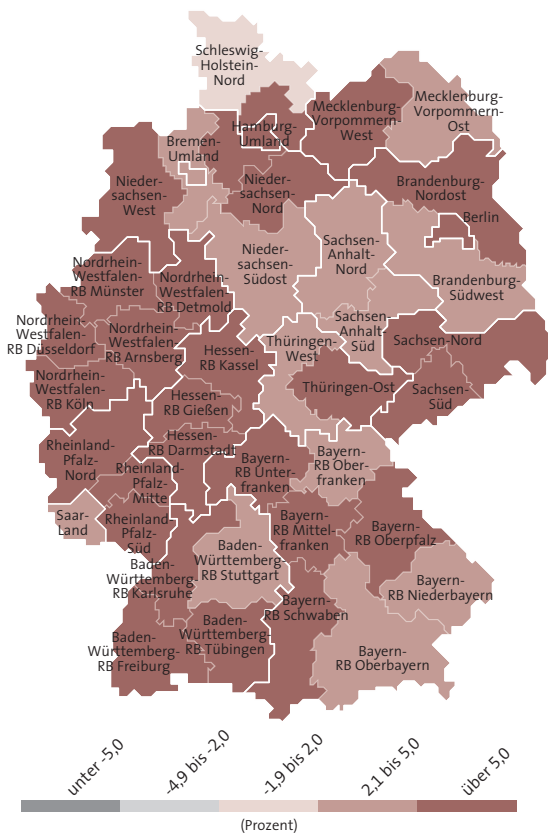 Schleswig-
Holstein-
Nord
Mecklenburg-
Vorpommern-
Ost
Mecklenburg-
Vorpommern
West
Hamburg-
Umland
Bremen-
Umland
Nieder-
sachsen-
West
Nieder-
sachsen-
Nord
Brandenburg-
Nordost
Berlin
Nieder-
sachsen-
Südost
Sachsen-
Anhalt-
Nord
Brandenburg-
Südwest
Nordrhein-
Westfalen-
RB Münster
Nordrhein-
Westfalen-
RB Detmold
Nordrhein-
Westfalen-
RB Düsseldorf
Nordrhein-
Westfalen-
RB Arnsberg
Sachsen-
Anhalt-
Süd
Sachsen-Nord
Thüringen-
West
Hessen-
RB Kassel
Nordrhein-
Westfalen-
RB Köln
Thüringen-Ost
Sachsen-
Süd
Hessen-
RB Gießen
Hessen-
RB Darmstadt
Rheinland-
Pfalz-
Nord
Rheinland-
Pfalz-
Mitte
Bayern-
RB Unter-
franken
Bayern-
RB Ober-
franken
Saar-
Land
Rheinland-
Pfalz-
Süd
Bayern-
RB Mittel-
franken
Bayern-
RB Oberpfalz
Baden-
Württemberg-
RB Stuttgart
Baden-
Württemberg-
RB Karlsruhe
Bayern-
RB Niederbayern
Bayern-
RB Schwaben
Baden-
Württemberg-
RB Tübingen
Baden-
Württemberg-
RB Freiburg
Bayern-
RB Oberbayern
unter -5,0
-4,9 bis -2,0
-1,9 bis 2,0
2,1 bis 5,0
über 5,0
(Prozent)